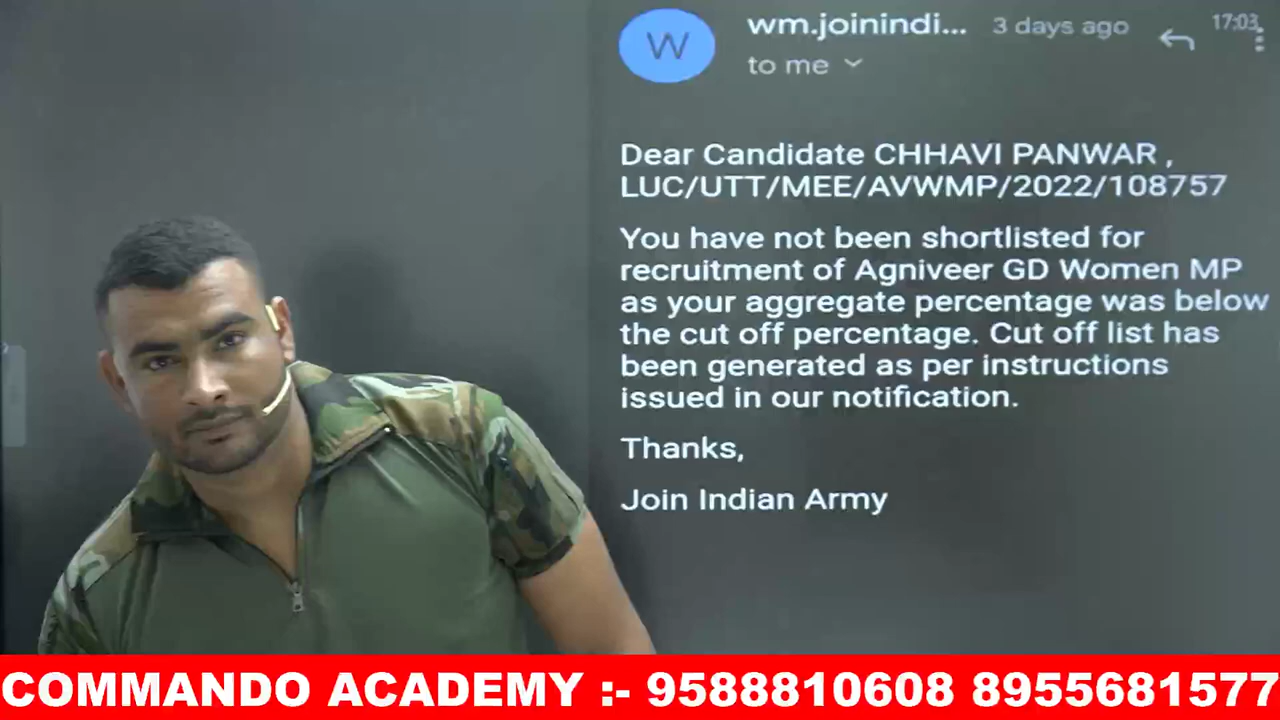 W
wm.joinindi... 3 days ago 17:03
to me
Dear Candidate CHHAVI PANWAR ,
LUC/UTT/MEE/AVWMP/2022/108757
You have not been shortlisted for
recruitment of Agniveer GD Women MP
as your aggregate percentage was below
the cut off percentage. Cut off list has
been generated as per instructions
issued in our notification.
Thanks,
Join Indian Army
COMMANDO ACADEMY :- 9588810608 8955681577